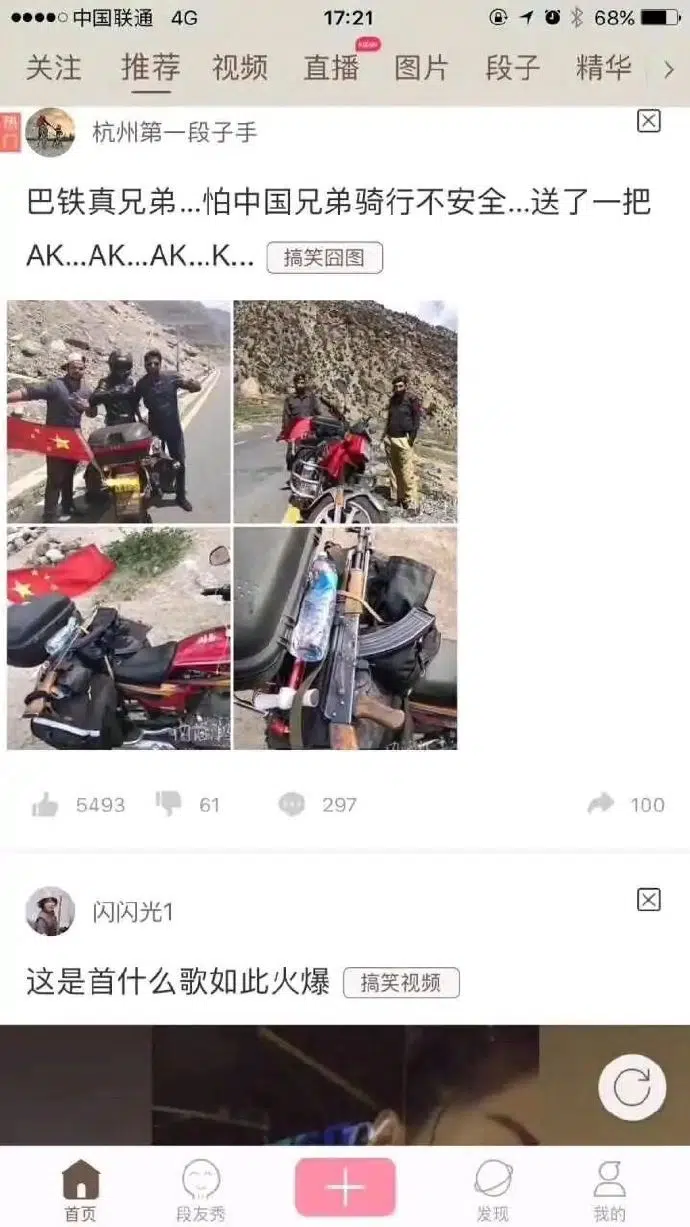 中国联通 4G 17:21 68%
关注 推荐 视频 直播 图片 段子 精华
热门
杭州第一段子手
巴铁真兄弟...怕中国兄弟骑行不安全...送了一把
AK...AK...AK...K... 搞笑囧图
5493 61 297 100
闪闪光1
这是首什么歌如此火爆 搞笑视频
首页 段友秀 发现 我的